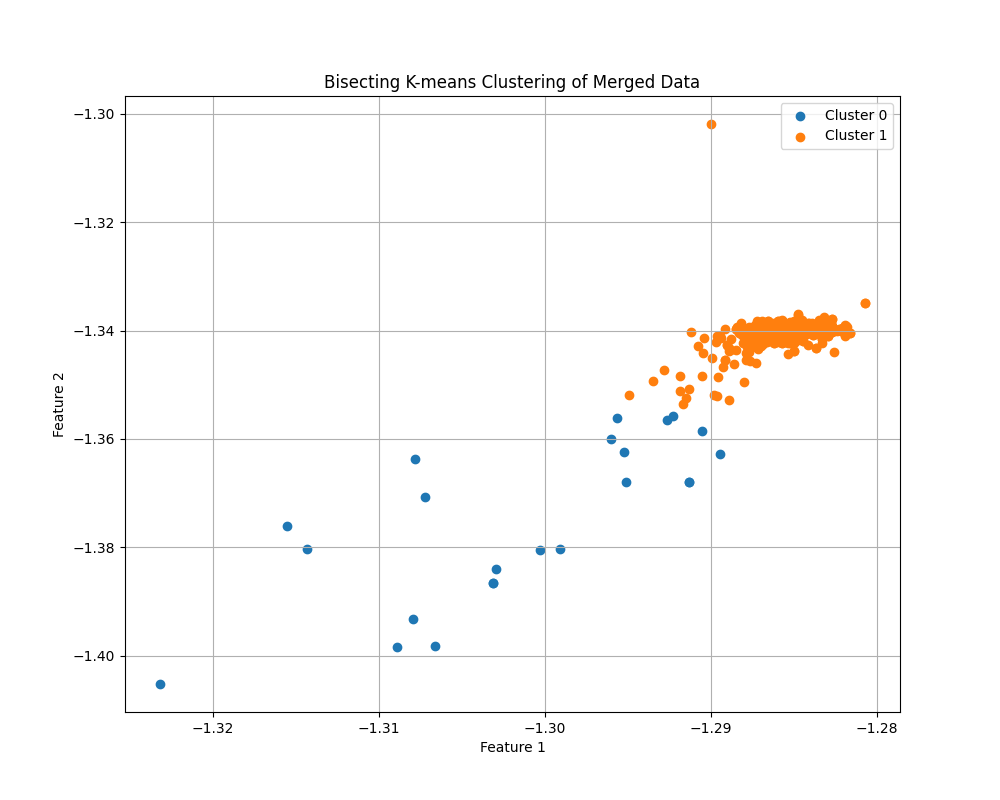 Bisecting K-means Clustering of Merged Data
Cluster 0
Cluster 1
−1.30
−1.32
−1.34
−1.36
−1.38
−1.40
Feature 2
−1.32
−1.31
−1.30
−1.29
−1.28
Feature 1